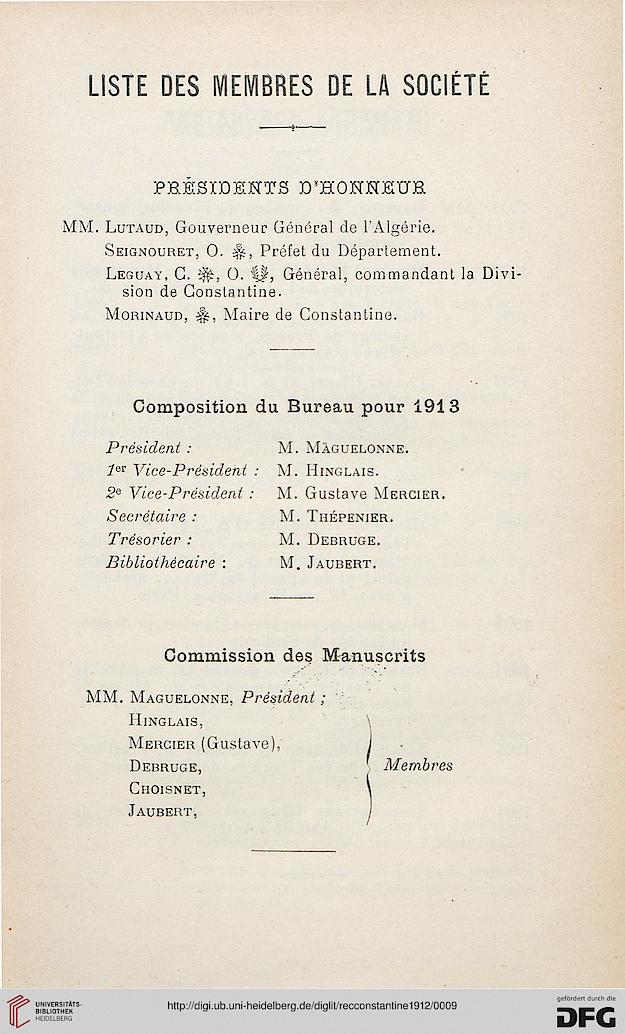 LISTE DES MEMBRES DE LA SOCIÉTÉ
PRÉSIDENTS D'HONNEUR
MM. LUTAUD, Gouverneur Général de l'Algérie.
SEIGNOURET, O. ❀, Préfet du Département.
LEGUAY, C. ❀, O. ❀, Général, commandant la Divi-
sion de Constantine.
MORINAUD, ❀, Maire de Constantine.
Composition du Bureau pour 1913
Président : M. MAGUELONNE.
1er Vice-Président : M. HINGLAIS.
2e Vice-Président : M. Gustave MERCIER.
Secrétaire : M. THÉPENIER.
Trésorier : M. DEBRUGE.
Bibliothécaire : M. JAUBERT.
Commission des Manuscrits
MM. MAGUELONNE, Président ;
HINGLAIS,
MERCIER (Gustave),
DEBRUGE, Membres
CHOISNET,
JAUBERT,
UNIVERSITÄTS-
BIBLIOTHEK
HEIDELBERG
http://digi.ub.uni-heidelberg.de/diglit/recconstantine1912/0009
gefördert durch die
DFG